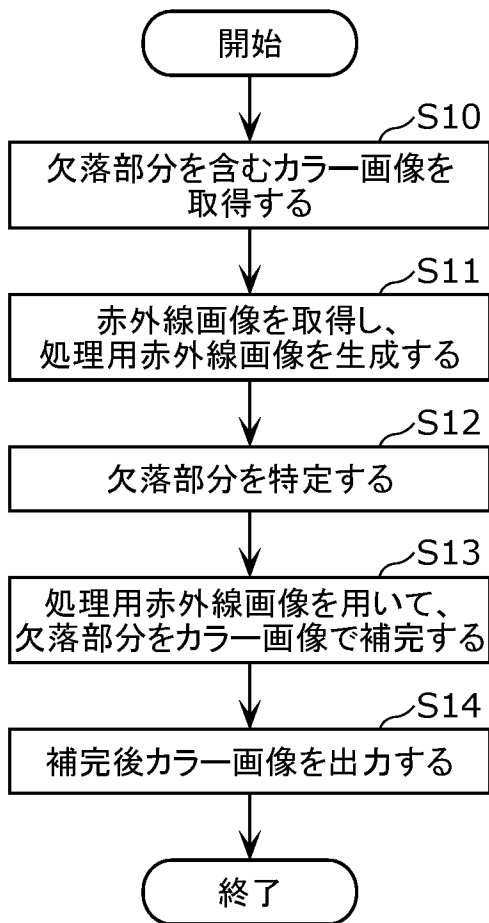 開始
S10
欠落部分を含むカラー画像を
取得する
S11
赤外線画像を取得し、
処理用赤外線画像を生成する
S12
欠落部分を特定する
S13
処理用赤外線画像を用いて、
欠落部分をカラー画像で補完する
S14
補完後カラー画像を出力する
終了